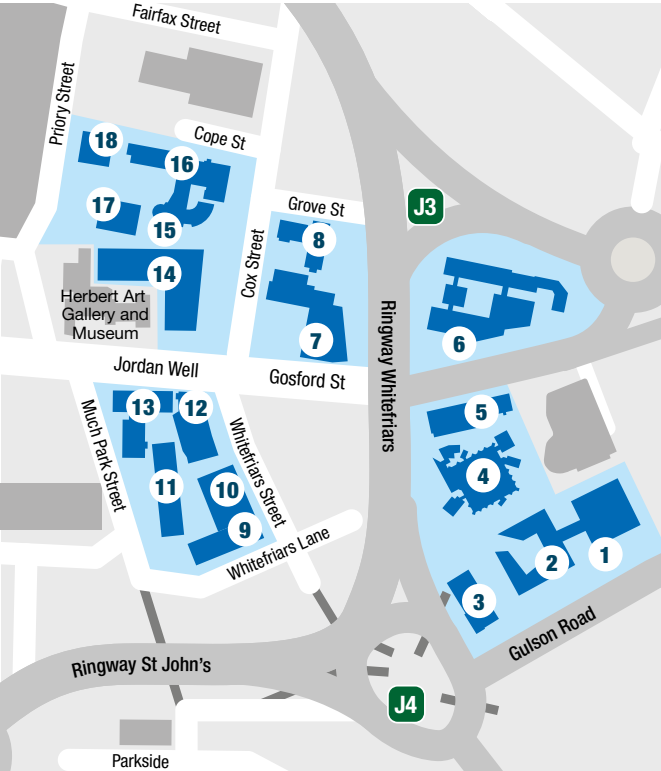 Fairfax Street
Priory Street
Cope St
18
16
17
15
Grove St
J3
8
Cox Street
14
Herbert Art
Gallery and
Museum
7
Ringway Whitefriars
6
Jordan Well
Gosford St
Much Park Street
13
12
Whitefriars Street
5
4
11
10
9
Whitefriars Lane
1
2
3
Gulson Road
Ringway St John's
J4
Parkside